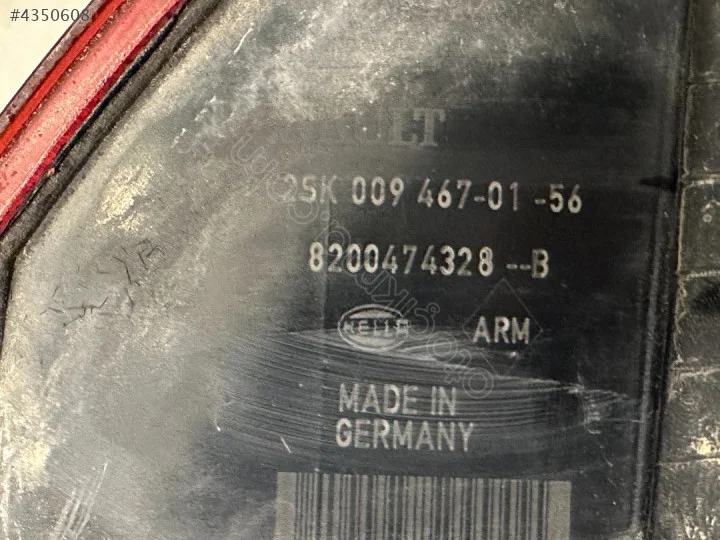 #4350608
LT
2SK 009 467-01 -56
8200474328 --B
HELLA
ARM
MADE IN
GERMANY